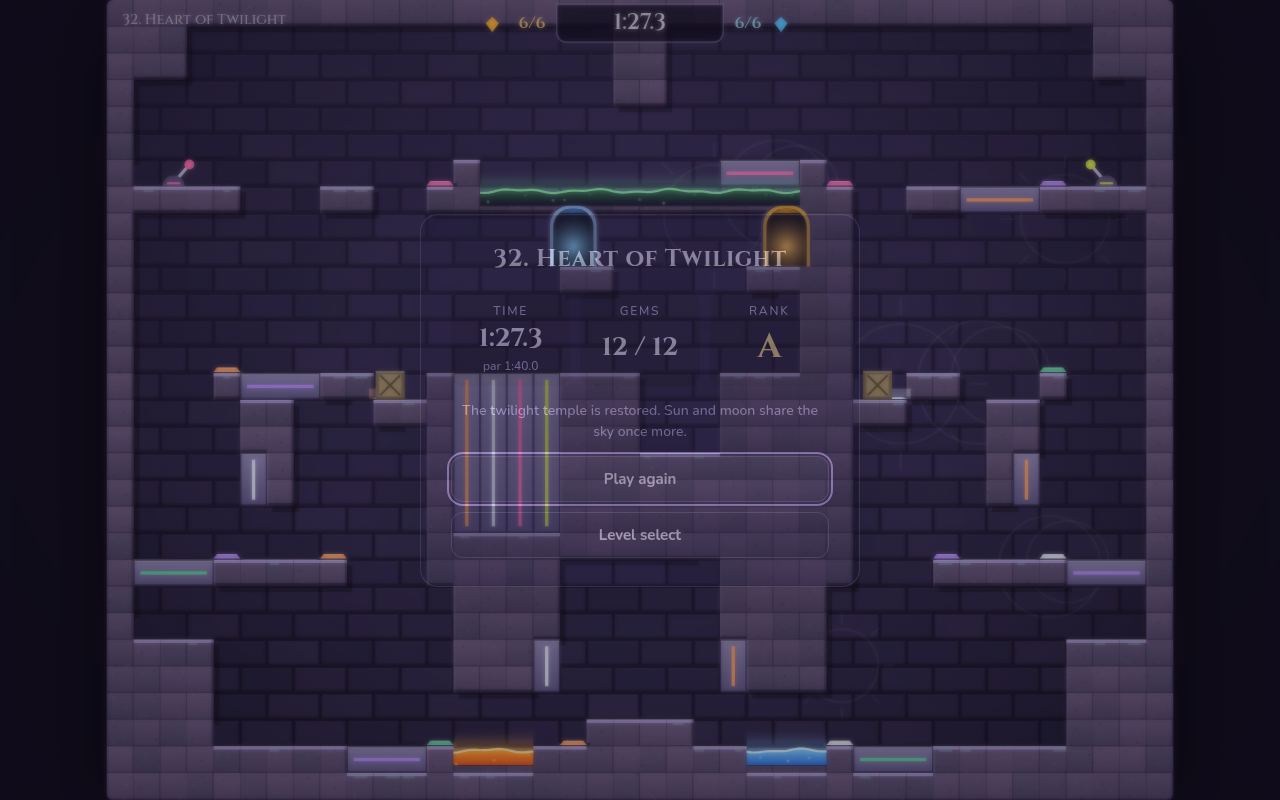 32. Heart of Twilight
6/6
1:27.3
6/6
32. Heart of Twilight
TIME
GEMS
RANK
1:27.3
12 / 12
A
par 1:40.0
The twilight temple is restored. Sun and moon share the
sky once more.
Play again
Level select